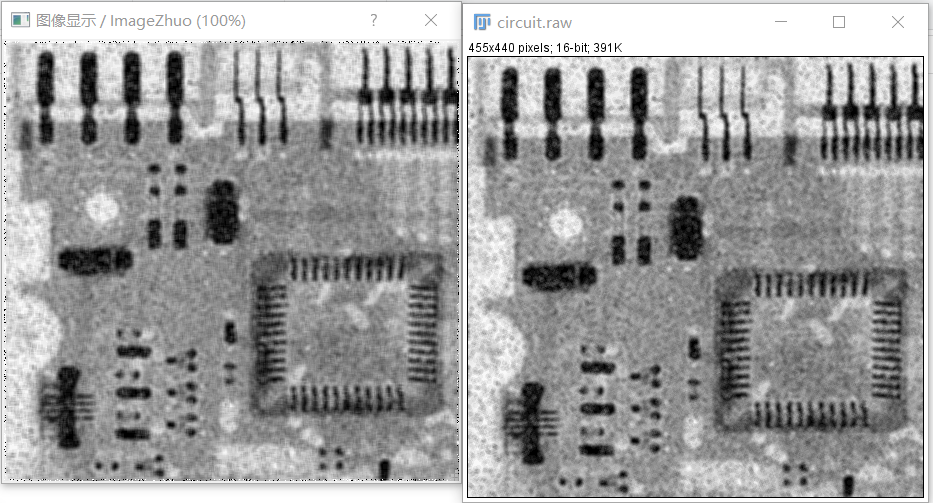 图像显示 / ImageZhuo (100%)
circuit.raw
455x440 pixels; 16-bit; 391K